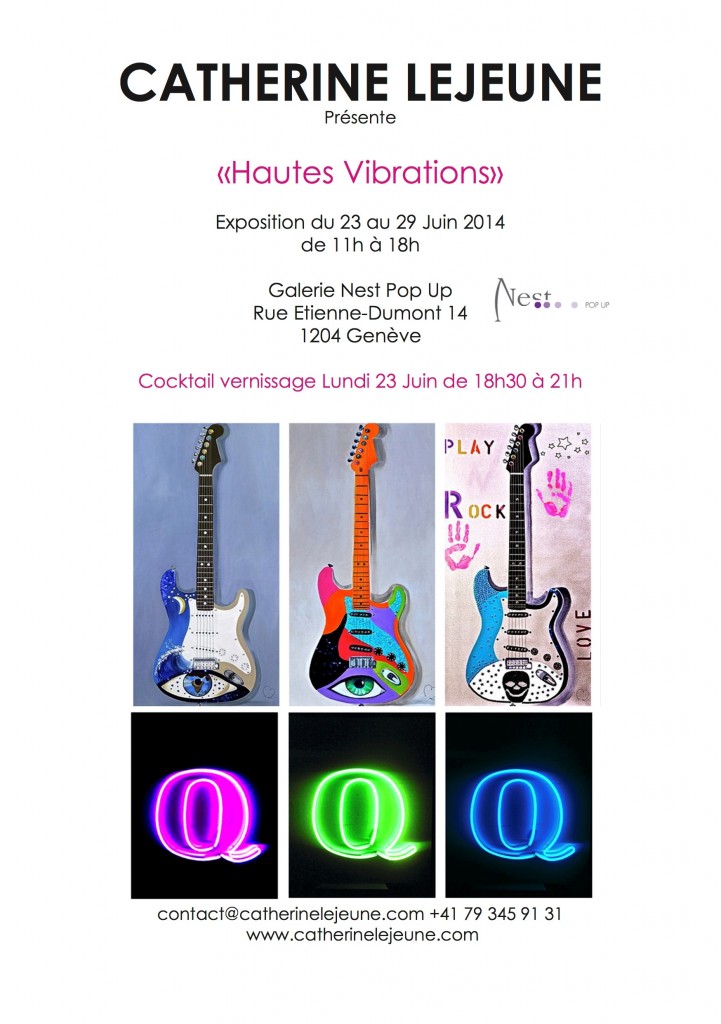 CATHERINE LEJEUNE
Présente
«Hautes Vibrations»
Exposition du 23 au 29 Juin 2014
de 11h à 18h
Galerie Nest Pop Up
Rue Etienne-Dumont 14
1204 Genève
Nest POP UP
Cocktail vernissage Lundi 23 Juin de 18h30 à 21h
PLAY
ROCK
LOVE
Q Q Q
contact@catherinelejeune.com +41 79 345 91 31
www.catherinelejeune.com